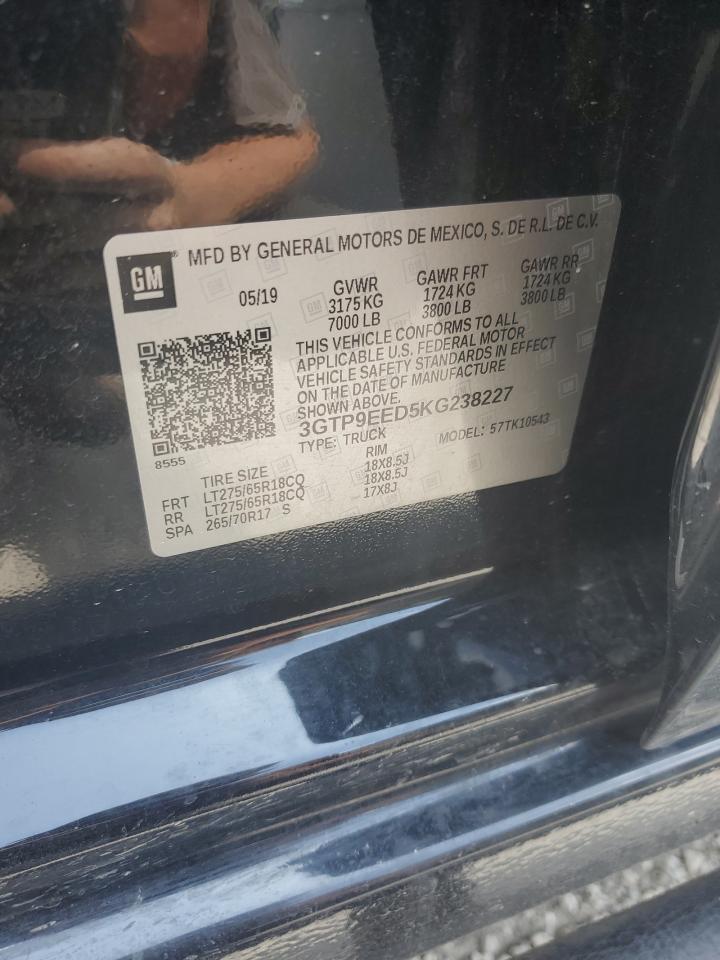 MFD BY GENERAL MOTORS DE MEXICO, S. DE R.L. DE C.V.
GM
05/19 GVWR GAWR FRT GAWR RR
3175 KG 1724 KG 1724 KG
7000 LB 3800 LB 3800 LB
THIS VEHICLE CONFORMS TO ALL
APPLICABLE U.S. FEDERAL MOTOR
VEHICLE SAFETY STANDARDS IN EFFECT
ON THE DATE OF MANUFACTURE
SHOWN ABOVE.
3GTP9EED5KG238227
TYPE: TRUCK MODEL: 57TK10543
8555
TIRE SIZE RIM
FRT LT275/65R18CQ 18X8.5J
RR LT275/65R18CQ 18X8.5J
SPA 265/70R17 S 17X8J